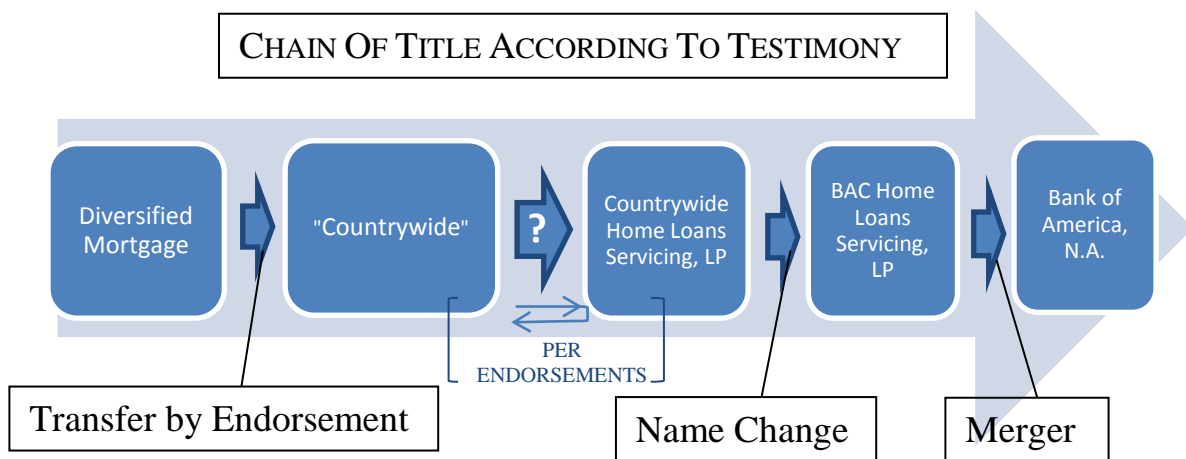 CHAIN OF TITLE ACCORDING TO TESTIMONY
Diversified
Mortgage
"Countrywide"
?
Countrywide
Home Loans
Servicing, LP
BAC Home
Loans
Servicing,
LP
Bank of
America,
N.A.
PER
ENDORSEMENTS
Transfer by Endorsement
Name Change
Merger